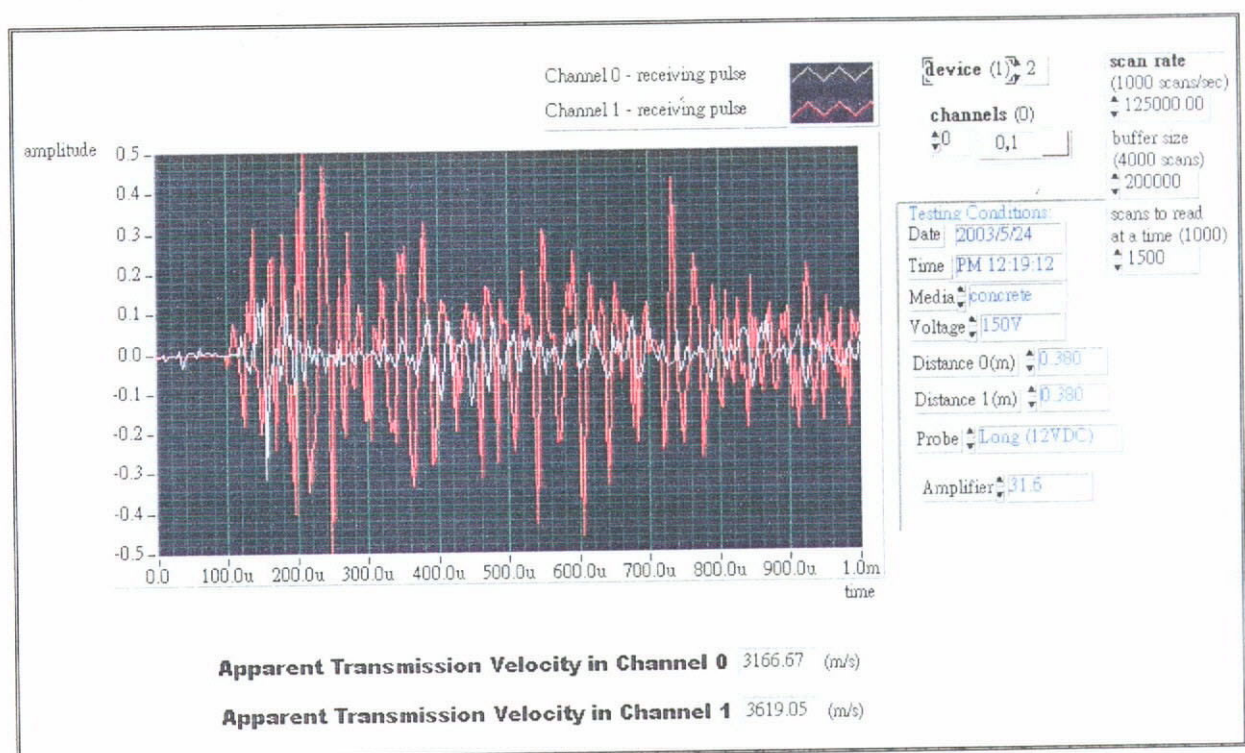 Channel 0 - receiving pulse
Channel 1 - receiving pulse
amplitude
0.5
0.4
0.3
0.2
0.1
0.0
-0.1
-0.2
-0.3
-0.4
-0.5
0.0 100.0u 200.0u 300.0u 400.0u 500.0u 600.0u 700.0u 800.0u 900.0u 1.0m
time
device (1) 2
channels (0)
0 0,1
scan rate
(1000 scans/sec)
125000.00
buffer size
(4000 scans)
200000
scans to read
at a time (1000)
1500
Testing Conditions:
Date 2003/5/24
Time PM 12:19:12
Media concrete
Voltage 150V
Distance 0(m) 0.380
Distance 1(m) 0.380
Probe Long (12VDC)
Amplifier 31.6
Apparent Transmission Velocity in Channel 0 3166.67 (m/s)
Apparent Transmission Velocity in Channel 1 3619.05 (m/s)